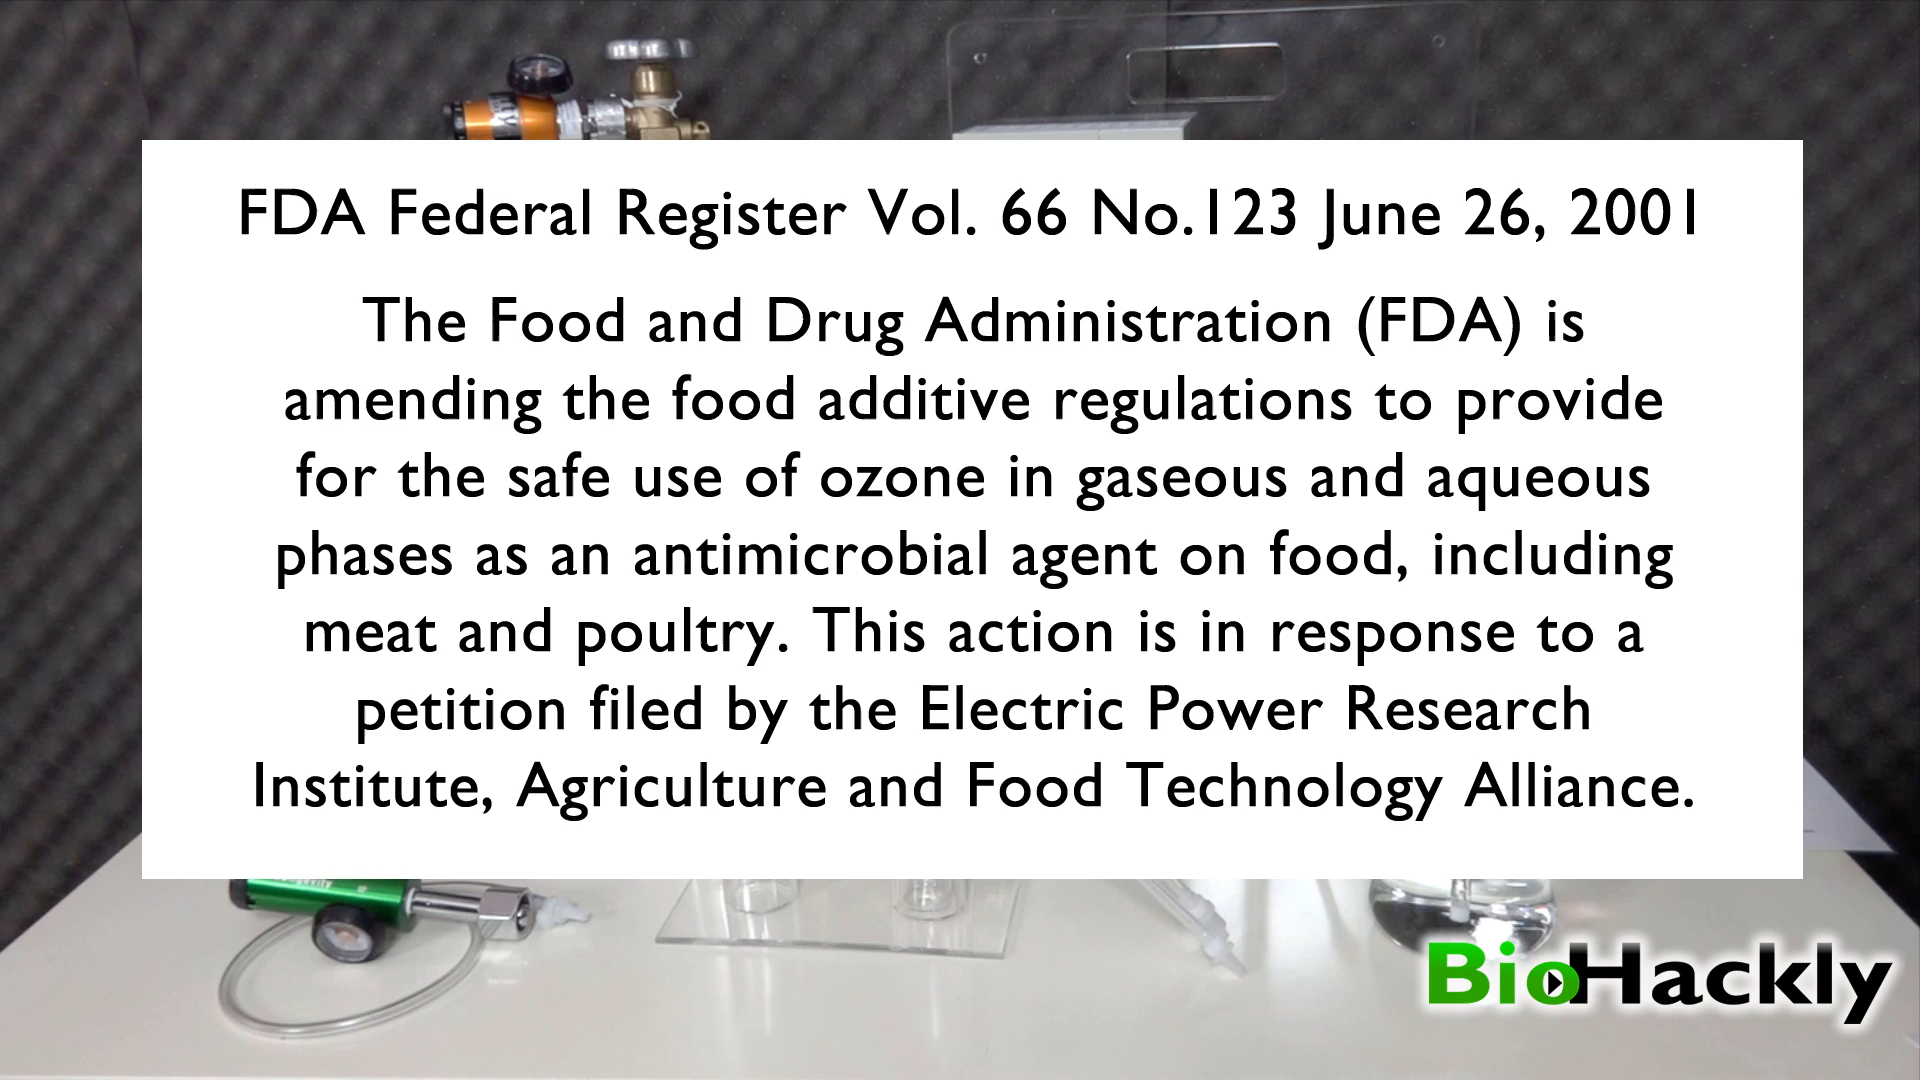 FDA Federal Register Vol. 66 No.123 June 26, 2001
The Food and Drug Administration (FDA) is
amending the food additive regulations to provide
for the safe use of ozone in gaseous and aqueous
phases as an antimicrobial agent on food, including
meat and poultry. This action is in response to a
petition filed by the Electric Power Research
Institute, Agriculture and Food Technology Alliance.
BioHackly